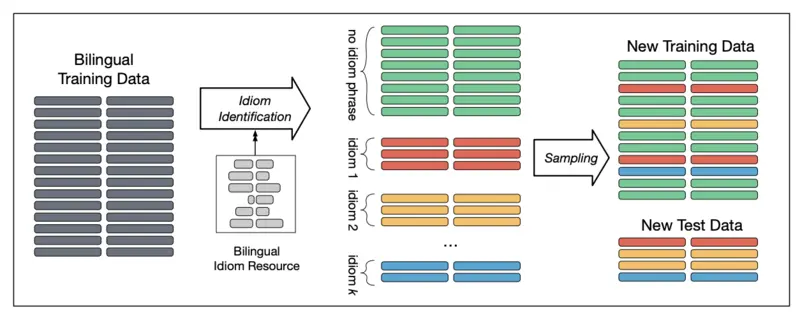 Bilingual
Training Data
Idiom
Identification
Bilingual
Idiom Resource
no idiom phrase
idiom 1
idiom 2
...
idiom k
Sampling
New Training Data
New Test Data